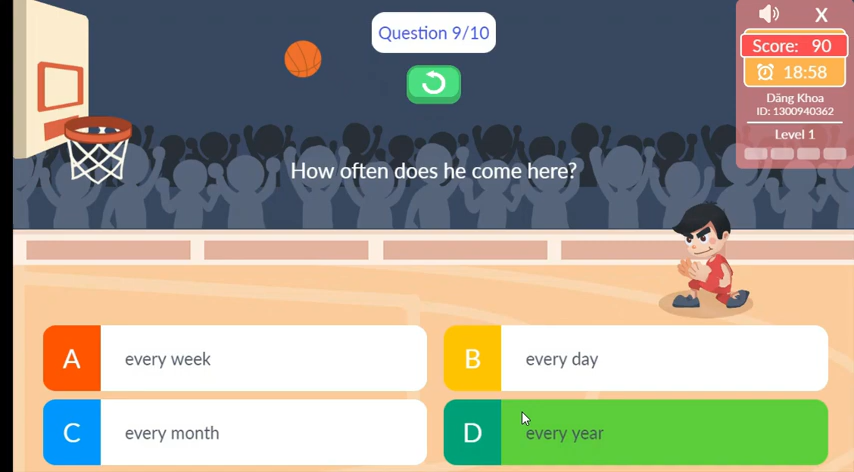 Question 9/10
X
Score: 90
18:58
Dăng Khoa
ID: 1300940362
Level 1
How often does he come here?
A every week
B every day
C every month
D every year